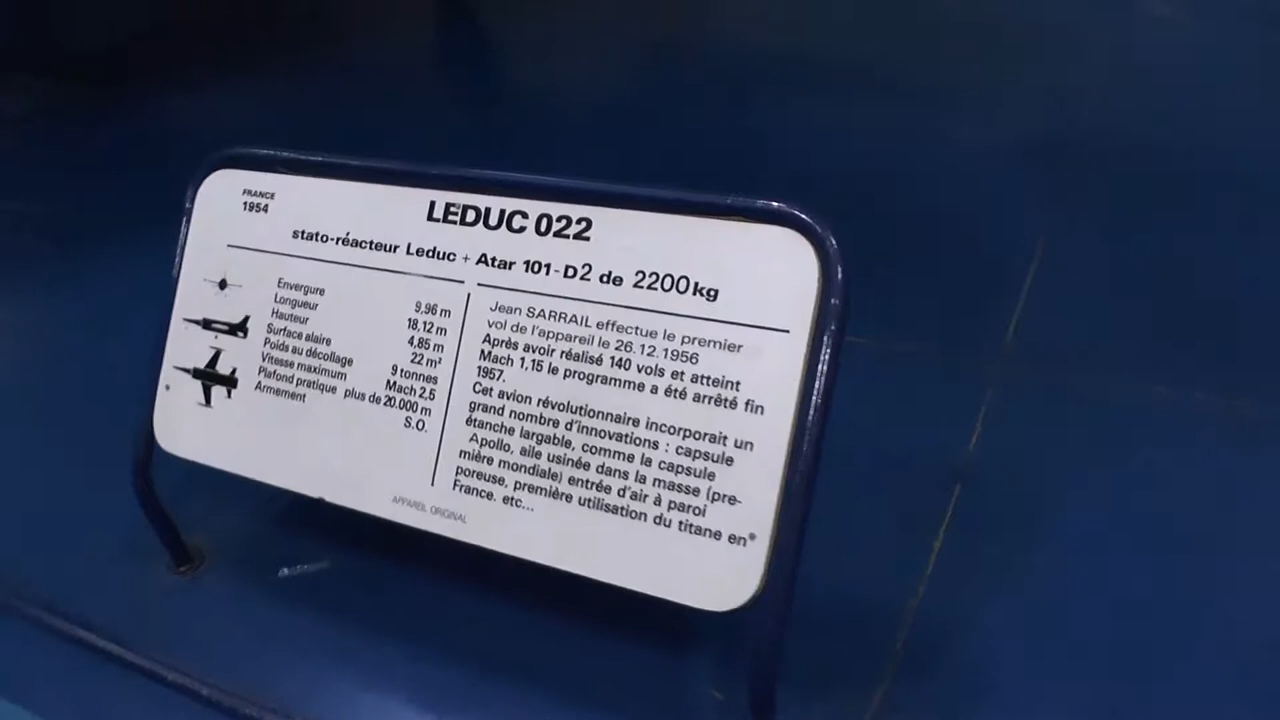 FRANCE
1954
LEDUC 022
stato-réacteur Leduc + Atar 101-D2 de 2200kg
Envergure 9,96 m
Longueur 18,12 m
Hauteur 4,85 m
Surface alaire 22 m²
Poids au décollage 9 tonnes
Vitesse maximum Mach 2,5
Plafond pratique plus de 20.000 m
Armement S.O.
Jean SARRAIL effectue le premier
vol de l'appareil le 26.12.1956
Après avoir réalisé 140 vols et atteint
Mach 1,15 le programme a été arrêté fin
1957.
Cet avion révolutionnaire incorporait un
grand nombre d'innovations : capsule
étanche largable, comme la capsule
Apollo, aile usinée dans la masse (pre-
mière mondiale) entrée d'air à paroi
poreuse, première utilisation du titane en
France. etc...
APPAREIL ORIGINAL